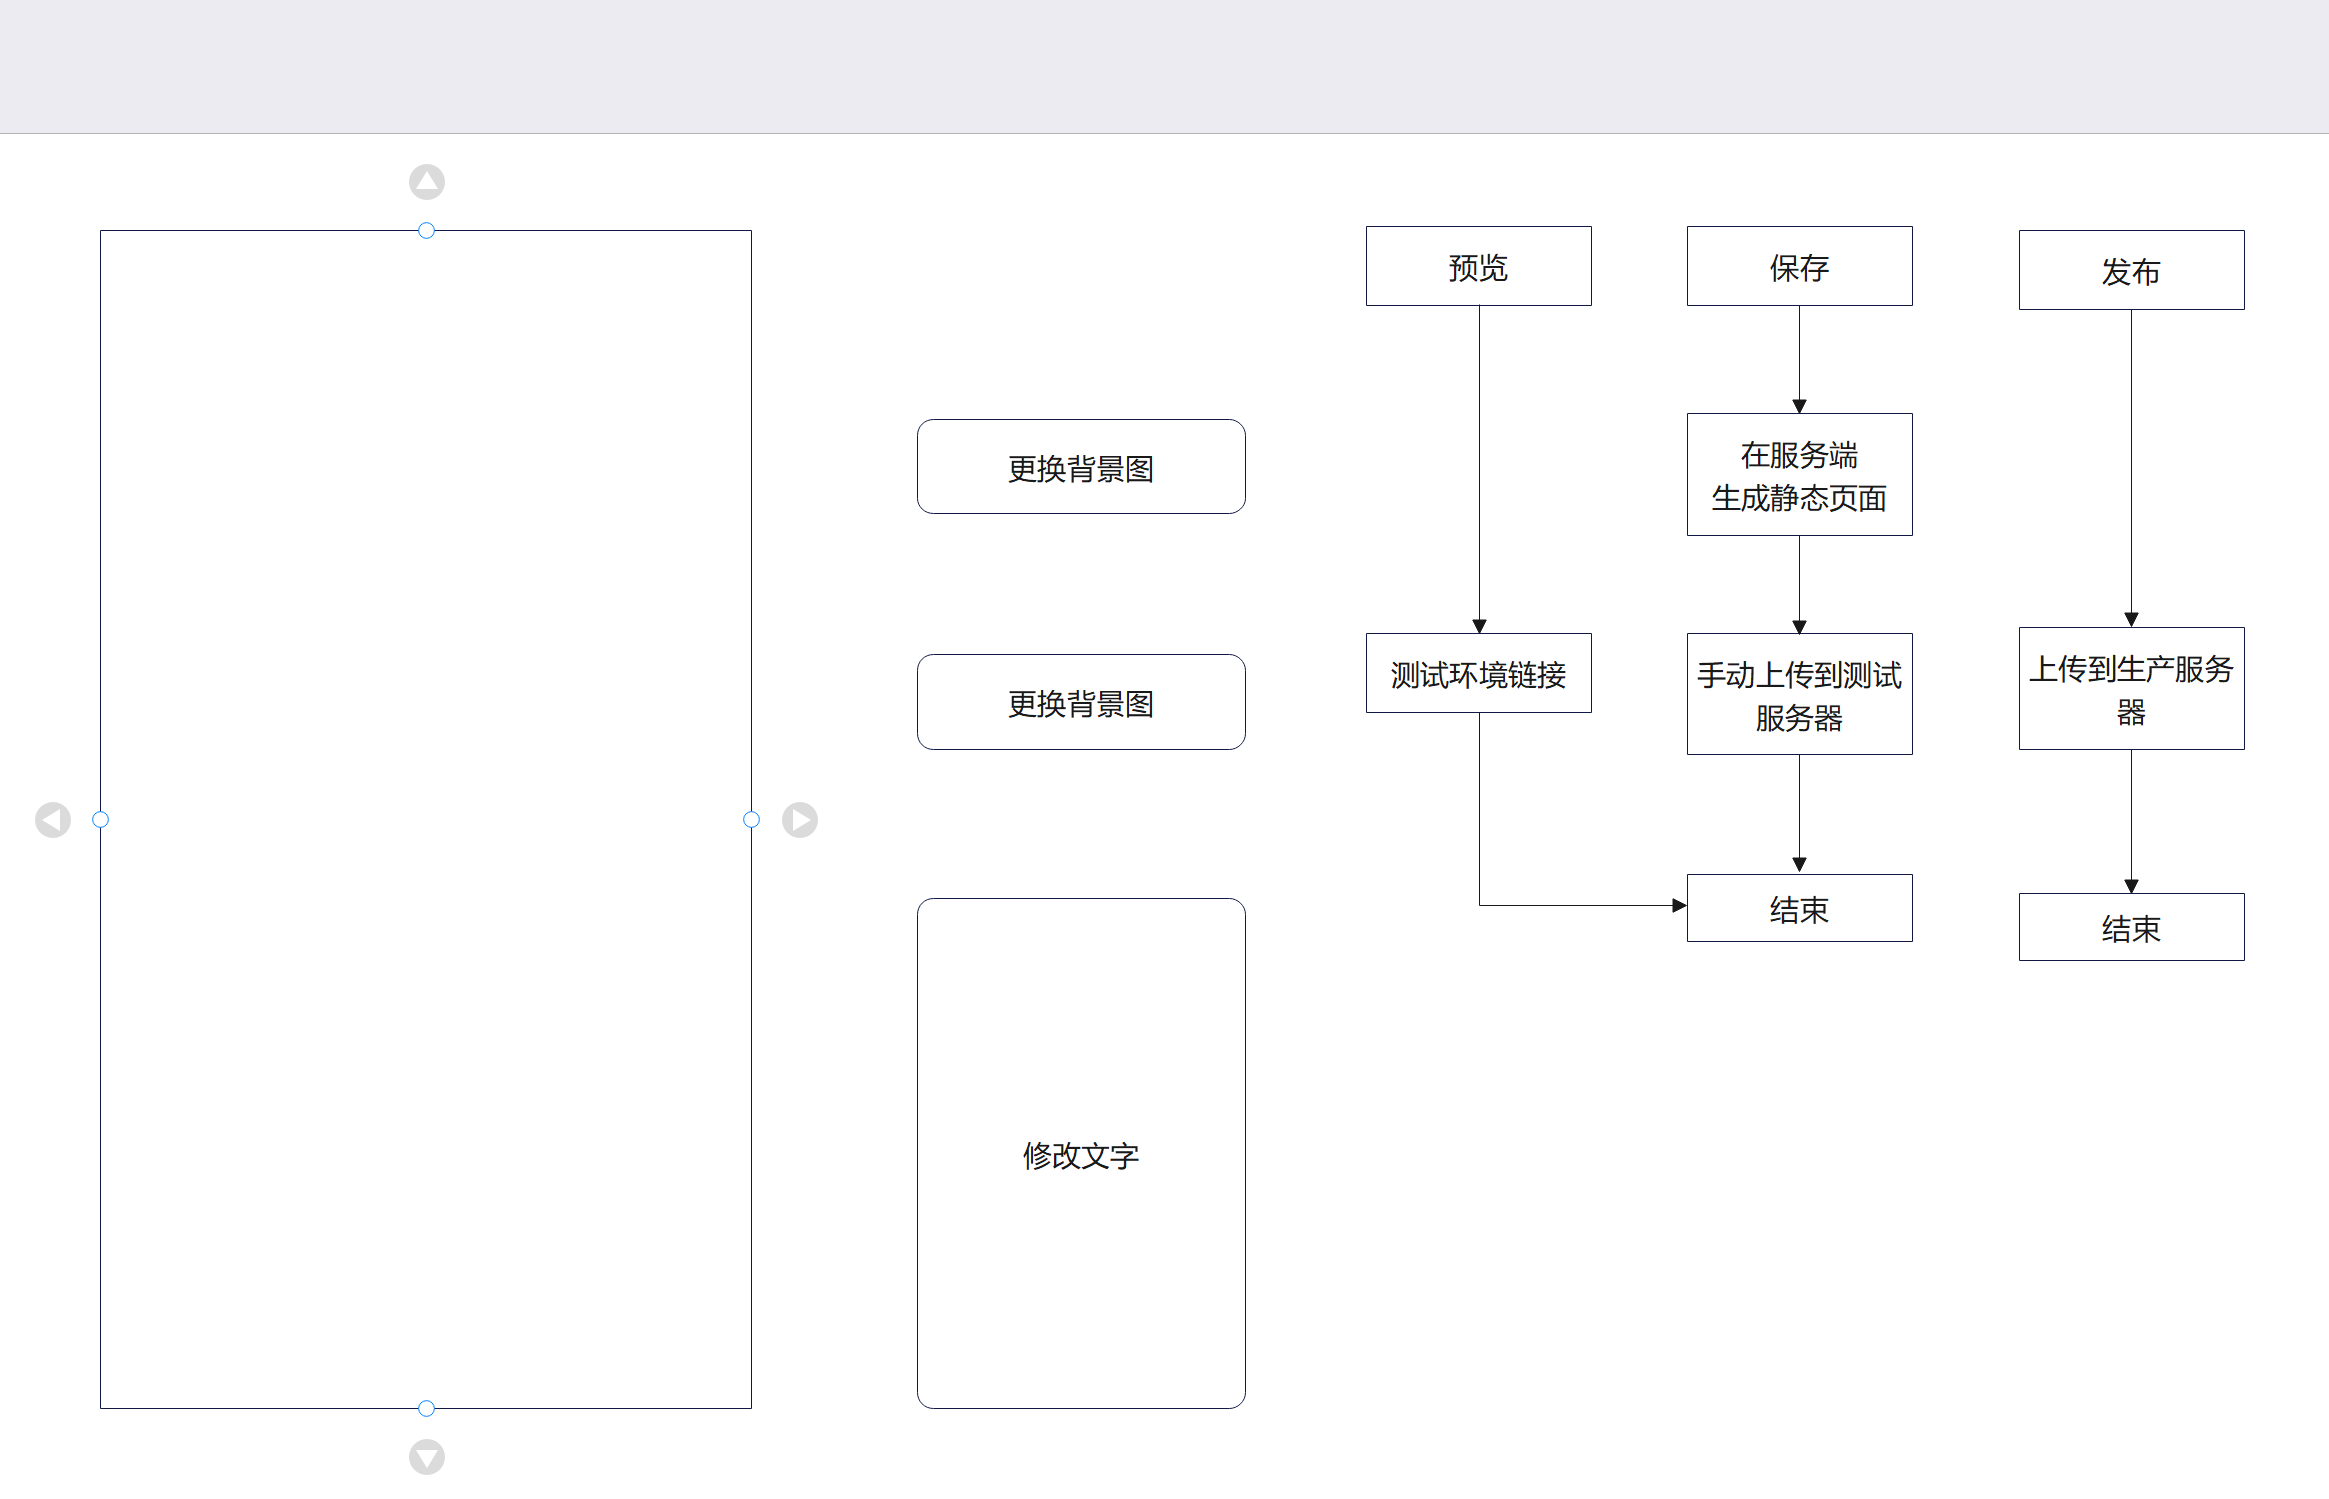 更换背景图
更换背景图
修改文字
预览
测试环境链接
保存
在服务端
生成静态页面
手动上传到测试
服务器
结束
发布
上传到生产服务
器
结束